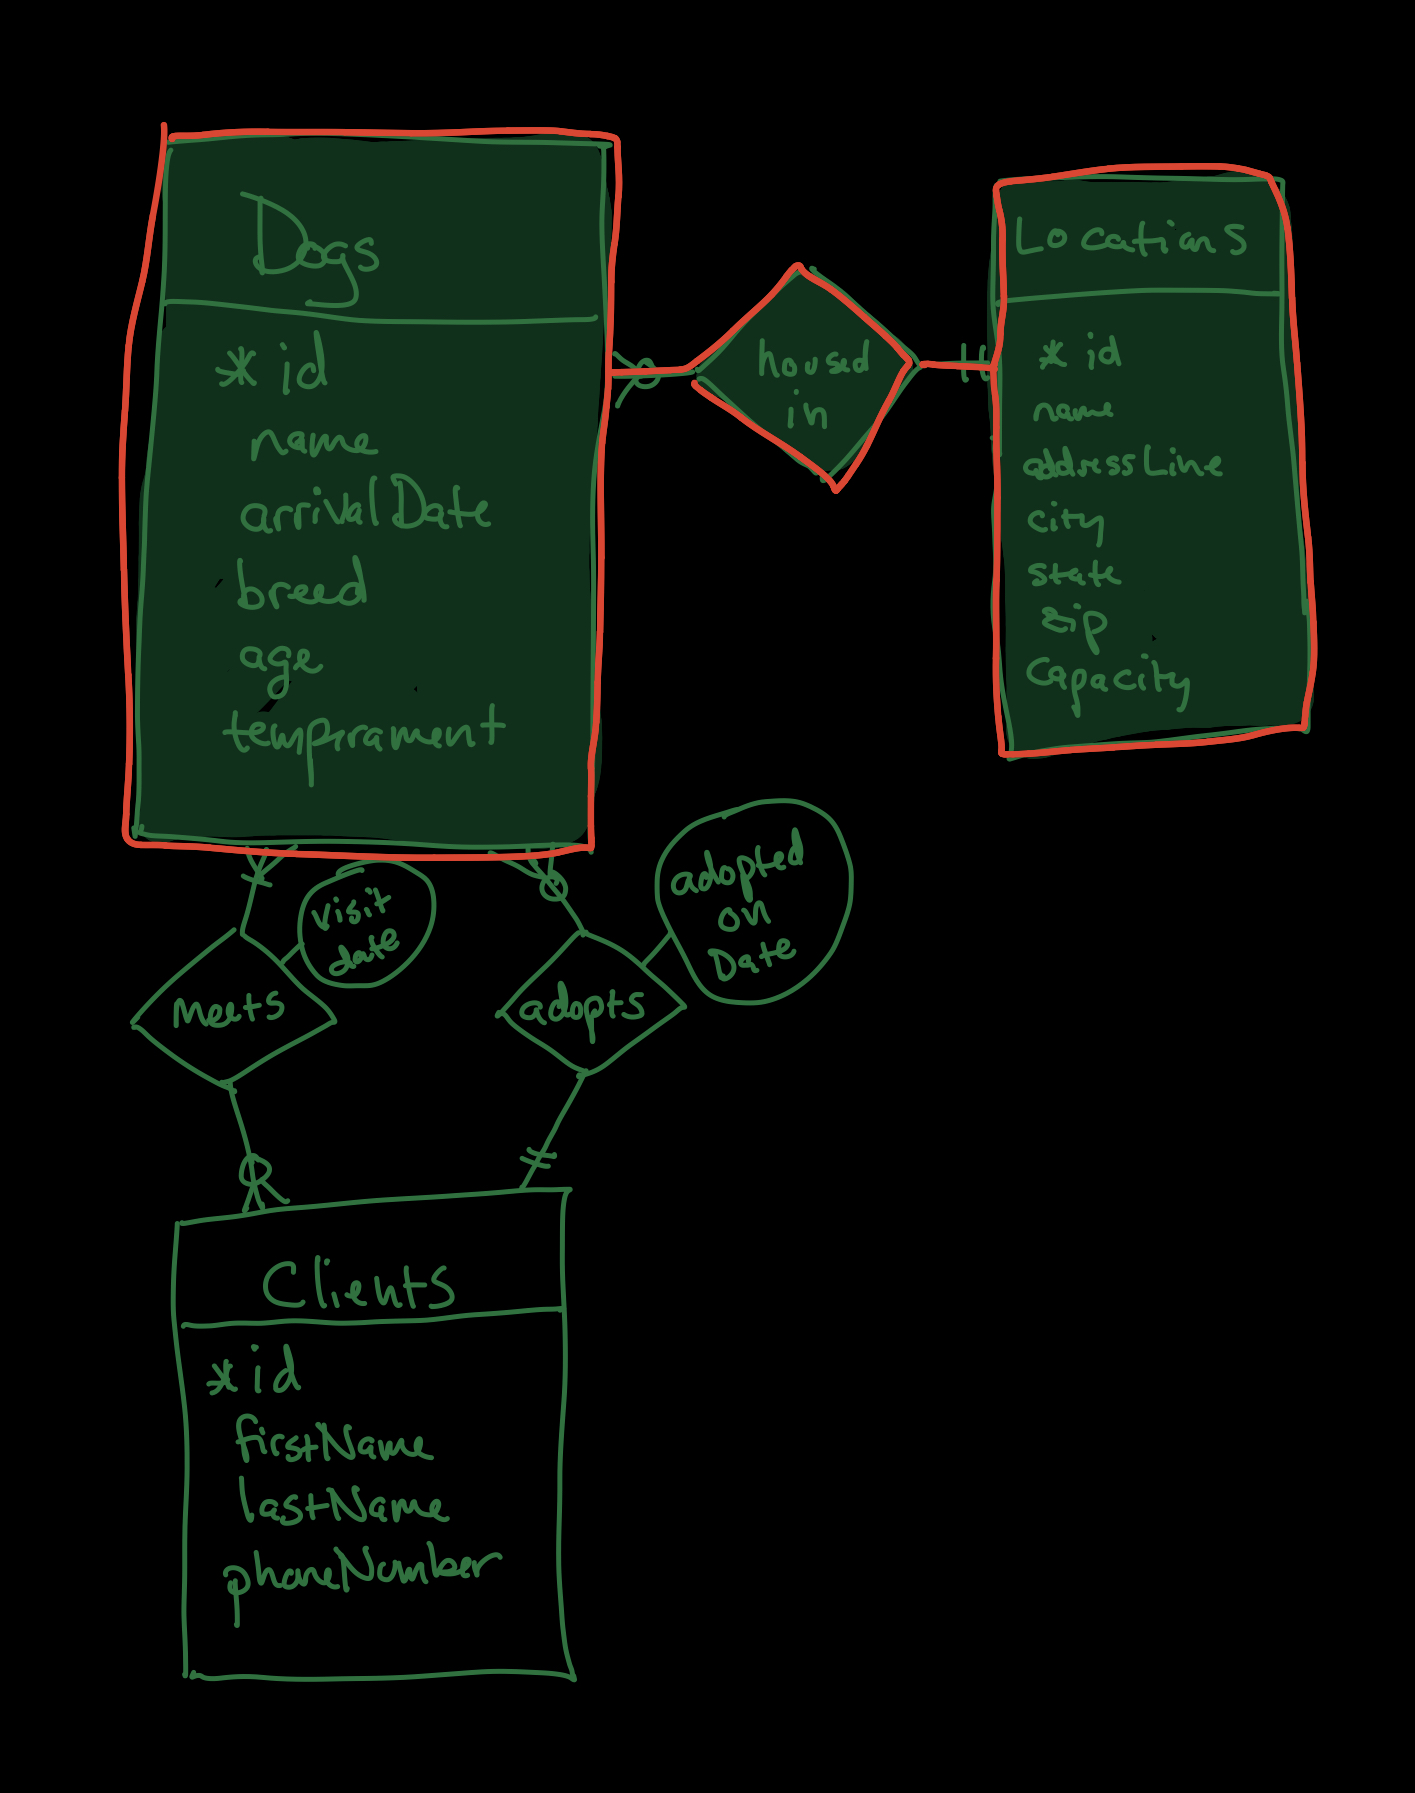 Dogs
* id
name
arrivalDate
breed
age
temperament
housed
in
Locations
* id
name
addressLine
city
state
zip
capacity
visit
date
meets
adopted
on
Date
adopts
Clients
* id
firstName
lastName
phoneNumber